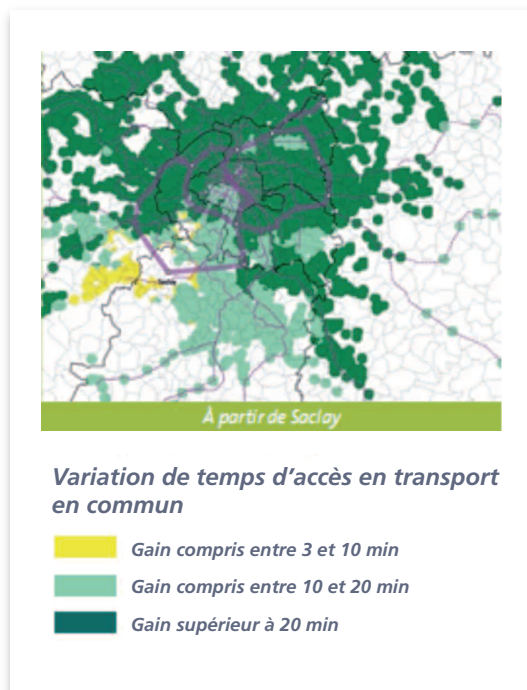 Saclay
À partir de Saclay
Variation de temps d’accès en transport
en commun
Gain compris entre 3 et 10 min
Gain compris entre 10 et 20 min
Gain supérieur à 20 min